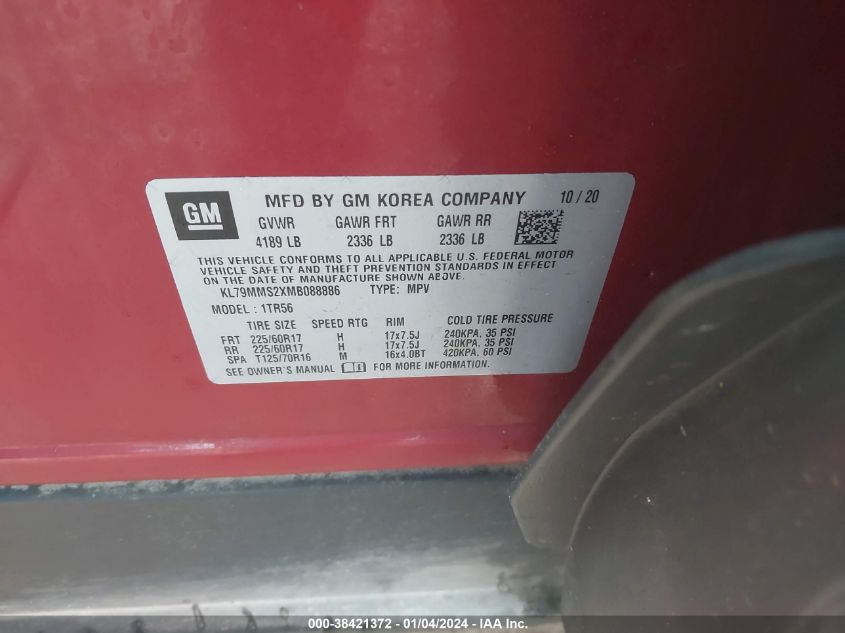 GM
MFD BY GM KOREA COMPANY 10/20
GVWR GAWR FRT GAWR RR
4189 LB 2336 LB 2336 LB
THIS VEHICLE CONFORMS TO ALL APPLICABLE U.S. FEDERAL MOTOR
VEHICLE SAFETY AND THEFT PREVENTION STANDARDS IN EFFECT
ON THE DATE OF MANUFACTURE SHOWN ABOVE.
KL79MMS2XMB088886 TYPE: MPV
MODEL: 1TR56
TIRE SIZE SPEED RTG RIM COLD TIRE PRESSURE
FRT 225/60R17 H 17x7.5J 240KPA, 35 PSI
RR 225/60R17 H 17x7.5J 240KPA, 35 PSI
SPA T125/70R16 M 16x4.0BT 420KPA, 60 PSI
SEE OWNER'S MANUAL FOR MORE INFORMATION.
000-38421372 - 01/04/2024 - IAA Inc.